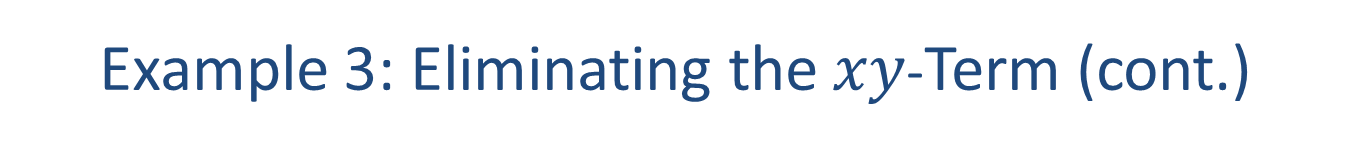 Example 3: Eliminating the 𝑥𝑦-Term (cont.)